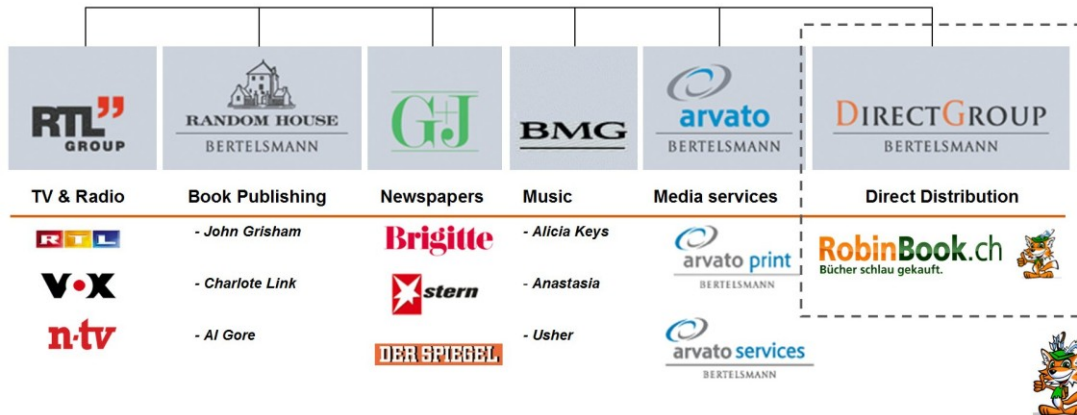 RTL
GROUP
RANDOM HOUSE
BERTELSMANN
G+J
BMG
arvato
BERTELSMANN
DIRECTGROUP
BERTELSMANN
TV & Radio
Book Publishing
Newspapers
Music
Media services
Direct Distribution
RTL
VOX
n-tv
- John Grisham
- Charlote Link
- Al Gore
Brigitte
stern
DER SPIEGEL
- Alicia Keys
- Anastasia
- Usher
arvato print
BERTELSMANN
arvato services
BERTELSMANN
RobinBook.ch
Bücher schlau gekauft.